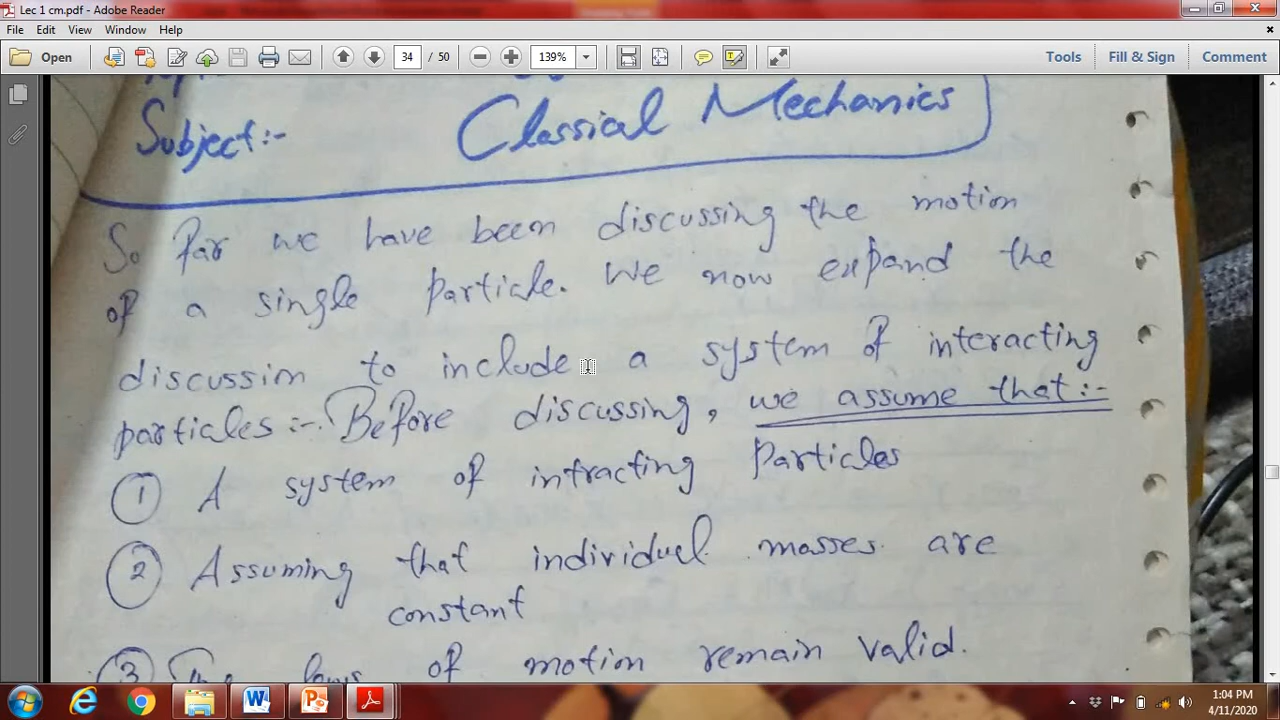 Lec 1 cm.pdf - Adobe Reader
File Edit View Window Help
Open 34 / 50 139% Tools Fill & Sign Comment
Subject:- Classical Mechanics
So far we have been discussing the motion
of a single particle. We now expand the
discussion to include a system of interacting
particles :- Before discussing, we assume that :-
① A system of intracting Particles
② Assuming that individuel masses are
constant
③ The laws of motion remain valid.
1:04 PM
4/11/2020